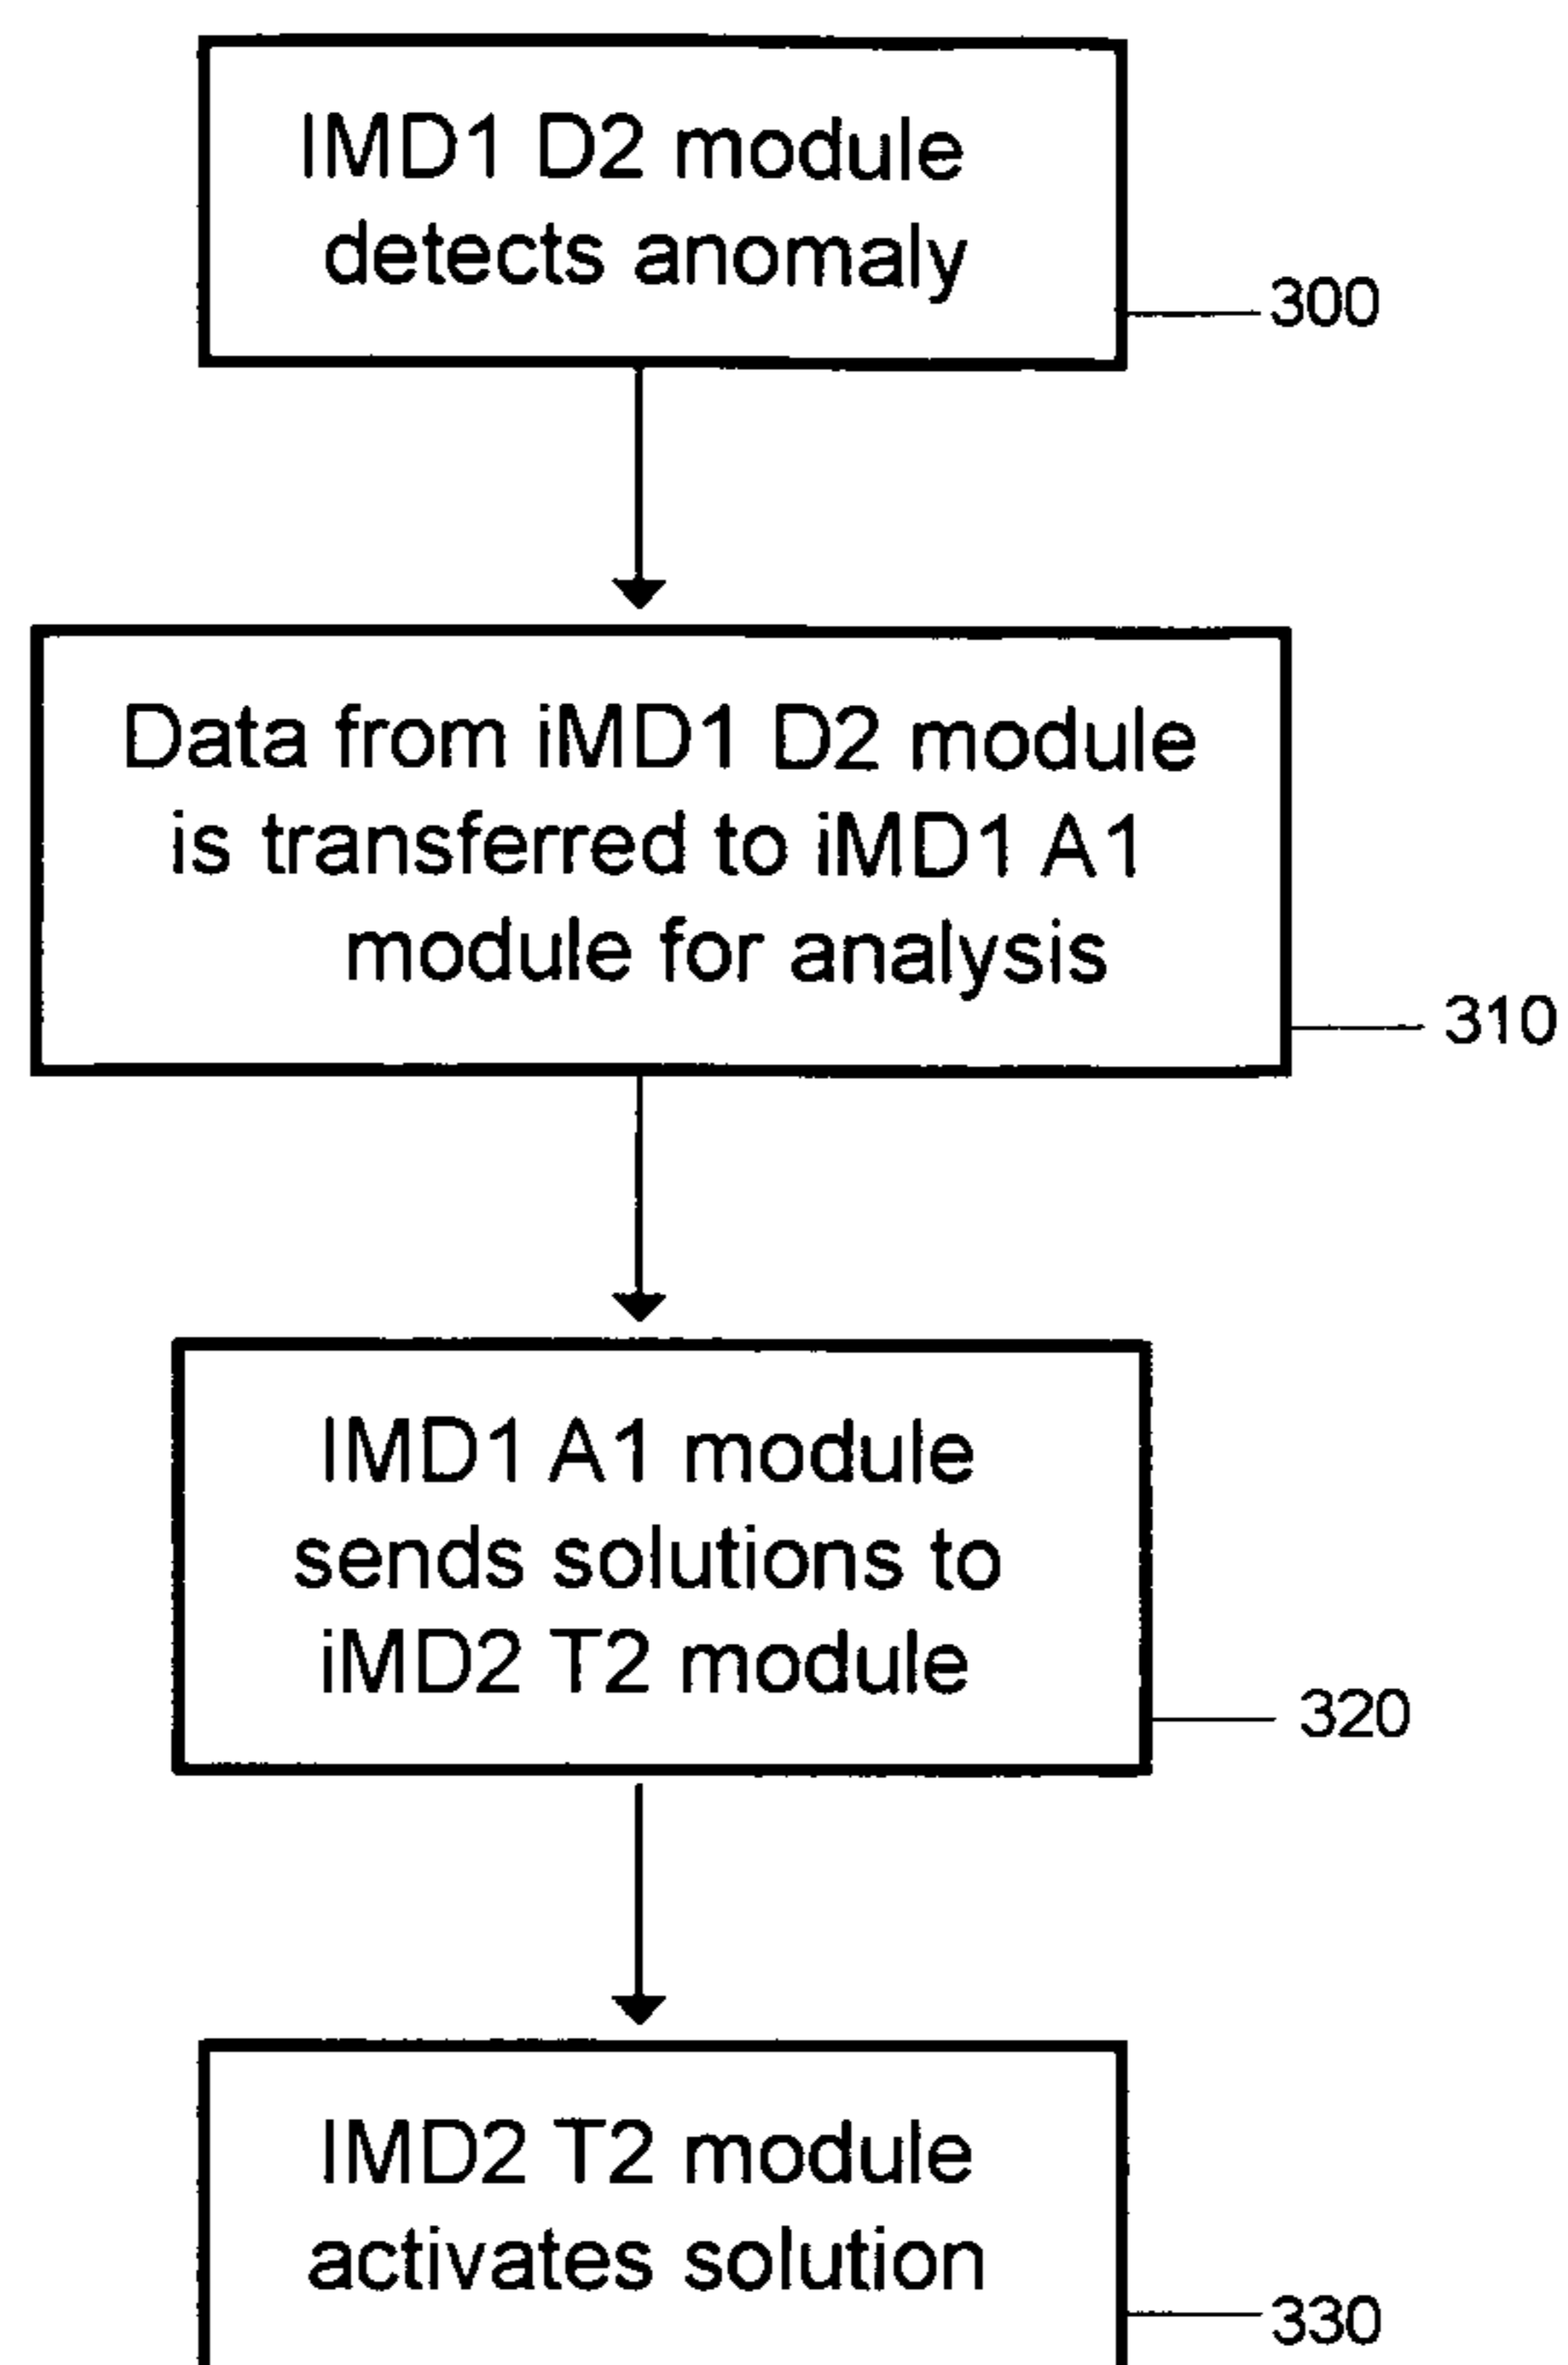 IMD1 D2 module
detects anomaly
300
Data from iMD1 D2 module
is transferred to iMD1 A1
module for analysis
310
IMD1 A1 module
sends solutions to
iMD2 T2 module
320
IMD2 T2 module
activates solution
330